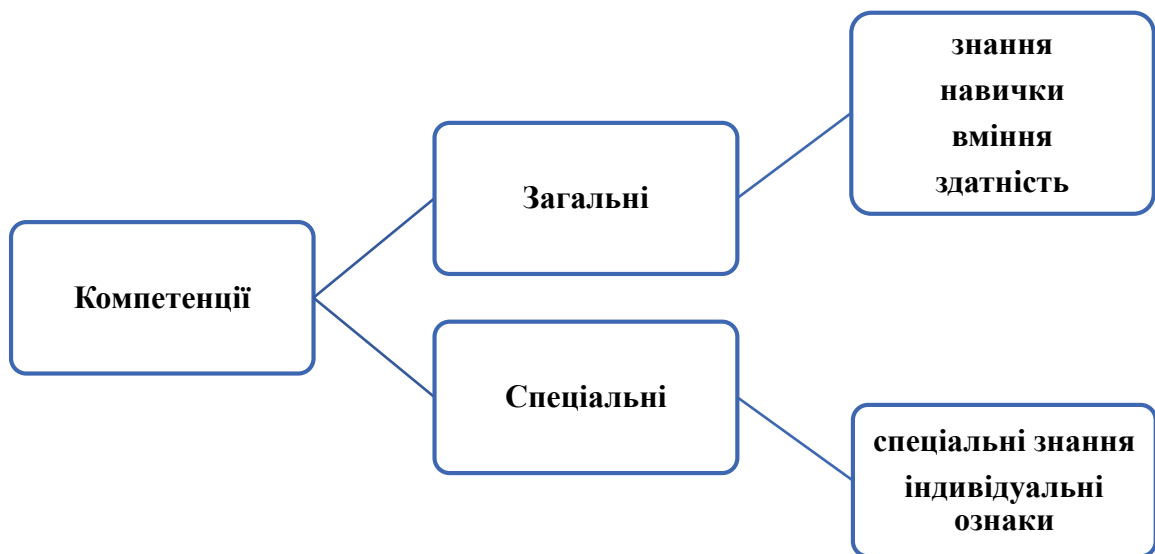 Компетенції
Загальні
знання
навички
вміння
здатність
Спеціальні
спеціальні знання
індивідуальні
ознаки